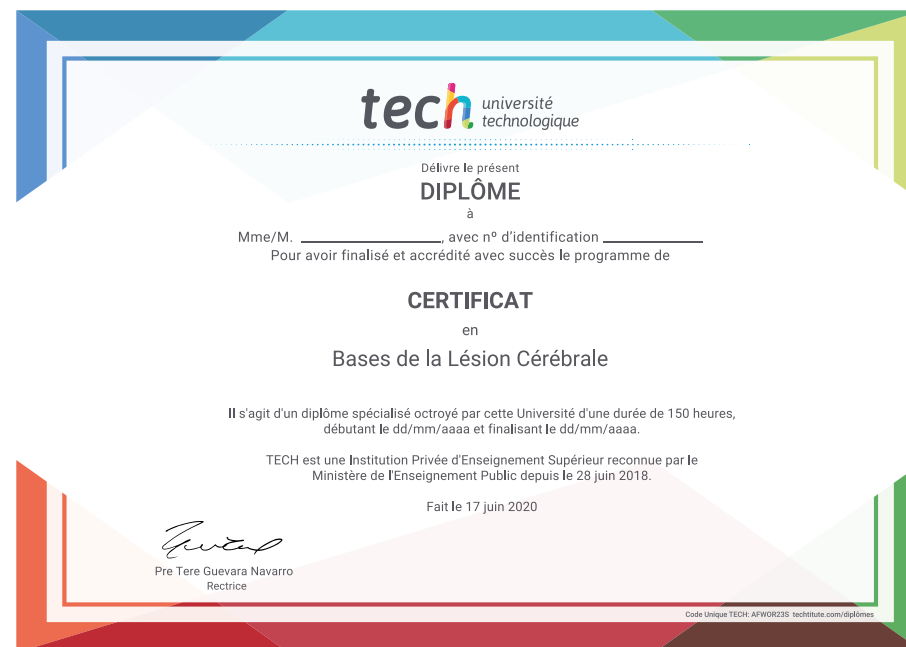 tech université
technologique
Délivre le présent
DIPLÔME
à
Mme/M. ____________________, avec nº d'identification ______________
Pour avoir finalisé et accrédité avec succès le programme de
CERTIFICAT
en
Bases de la Lésion Cérébrale
Il s'agit d'un diplôme spécialisé octroyé par cette Université d'une durée de 150 heures,
débutant le dd/mm/aaaa et finalisant le dd/mm/aaaa.
TECH est une Institution Privée d'Enseignement Supérieur reconnue par le
Ministère de l'Enseignement Public depuis le 28 juin 2018.
Fait le 17 juin 2020
Pre Tere Guevara Navarro
Rectrice
Code Unique TECH: AFWOR23S techtitute.com/diplômes